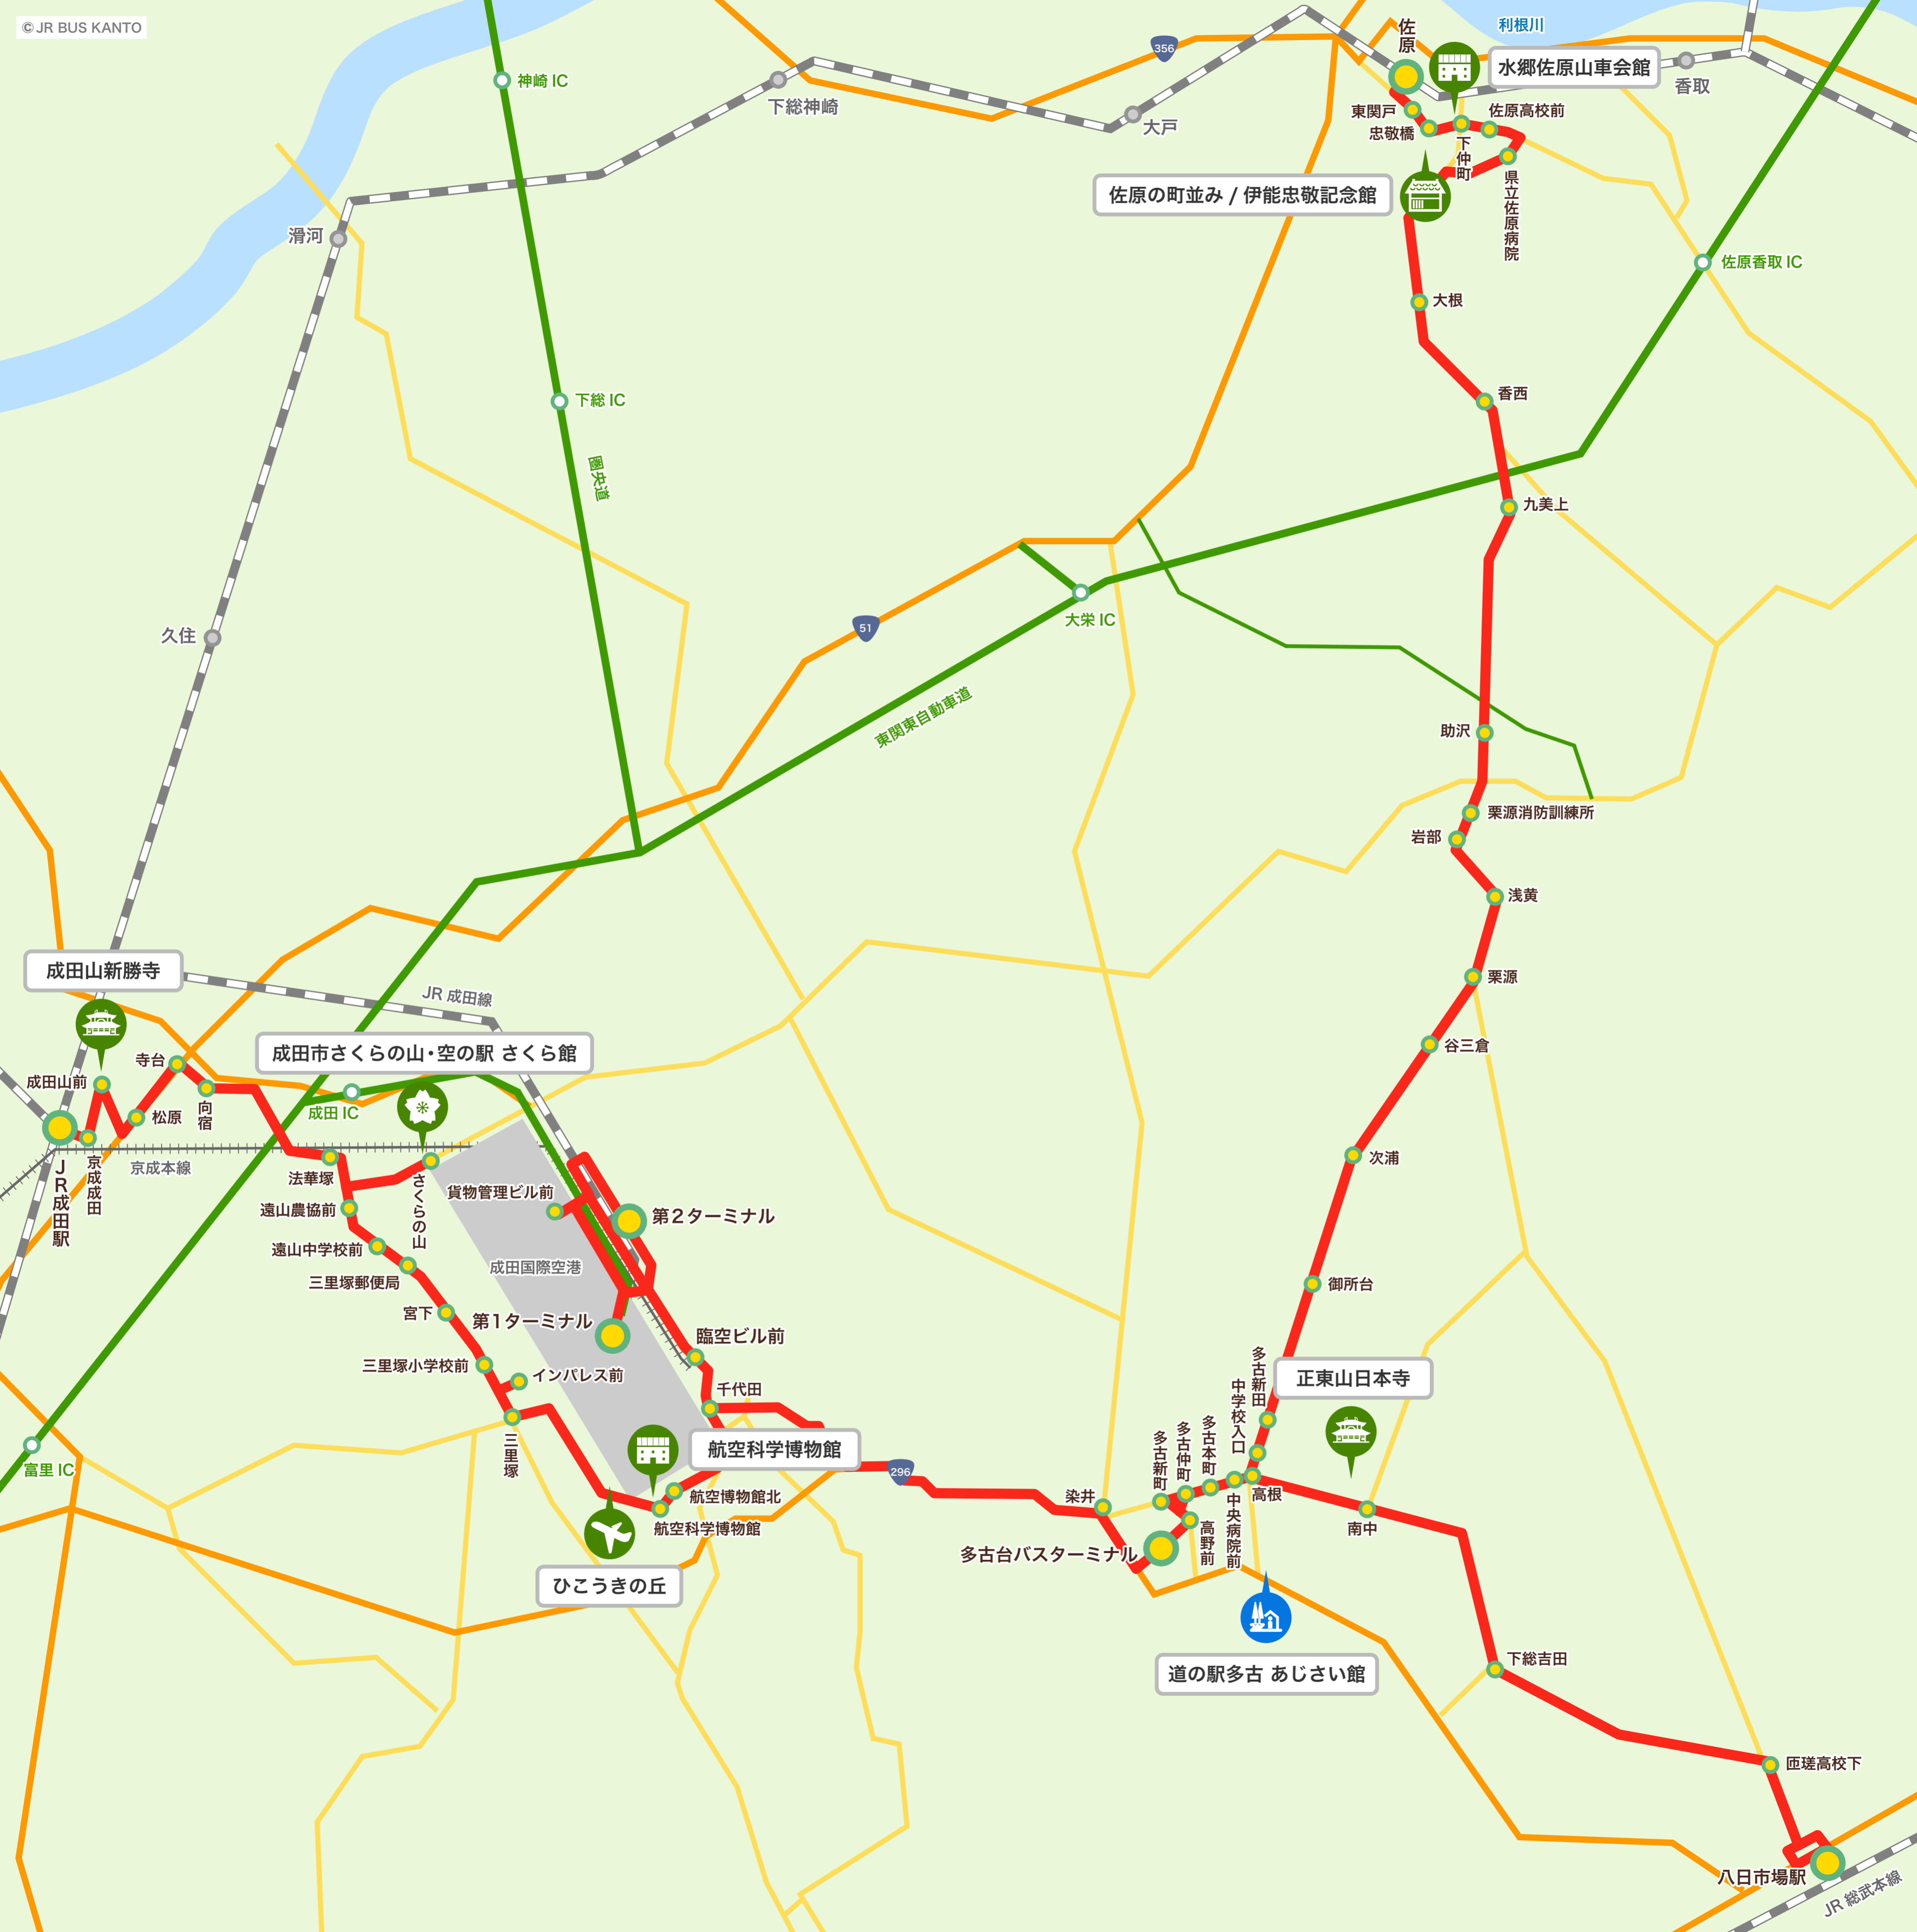 ©JR BUS KANTO
利根川
佐原
水郷佐原山車会館
356
神崎 IC
下総神崎
大戸
香取
東関戸
忠敬橋
佐原高校前
下仲町
県立佐原病院
佐原の町並み / 伊能忠敬記念館
滑河
佐原香取 IC
大根
下総 IC
香西
圏央道
九美上
51
大栄 IC
久住
東関東自動車道
助沢
栗源消防訓練所
岩部
浅黄
成田山新勝寺
栗源
JR 成田線
成田市さくらの山・空の駅 さくら館
谷三倉
寺台
成田山前
松原
向宿
成田 IC
京成本線
JR成田駅
京成成田
法華塚
さくらの山
次浦
貨物管理ビル前
遠山農協前
第2ターミナル
遠山中学校前
成田国際空港
三里塚郵便局
御所台
宮下
第1ターミナル
臨空ビル前
三里塚小学校前
インパレス前
千代田
多古新田
中学校入口
正東山日本寺
多古本町
多古仲町
多古新町
航空科学博物館
三里塚
富里 IC
296
航空博物館北
染井
高根
航空科学博物館
南中
中央病院前
高野前
多古台バスターミナル
ひこうきの丘
道の駅多古 あじさい館
下総吉田
匝瑳高校下
八日市場駅
JR 総武本線